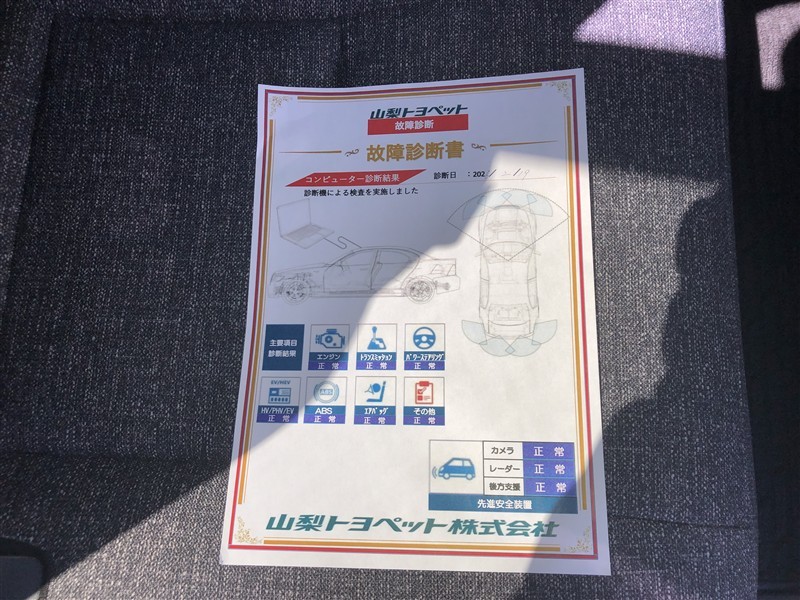 山梨トヨペット
故障診断
故障診断書
コンピューター診断結果
診断日 :202
診断機による検査を実施しました
主要項目
診断結果
エンジン
正常
トランスミッション
正常
パワーステアリング
正常
EV/HEV
HV/PHV/EV
正常
ABS
正常
エアバッグ
正常
その他
正常
カメラ 正常
レーダー 正常
後方支援 正常
先進安全装置
山梨トヨペット株式会社